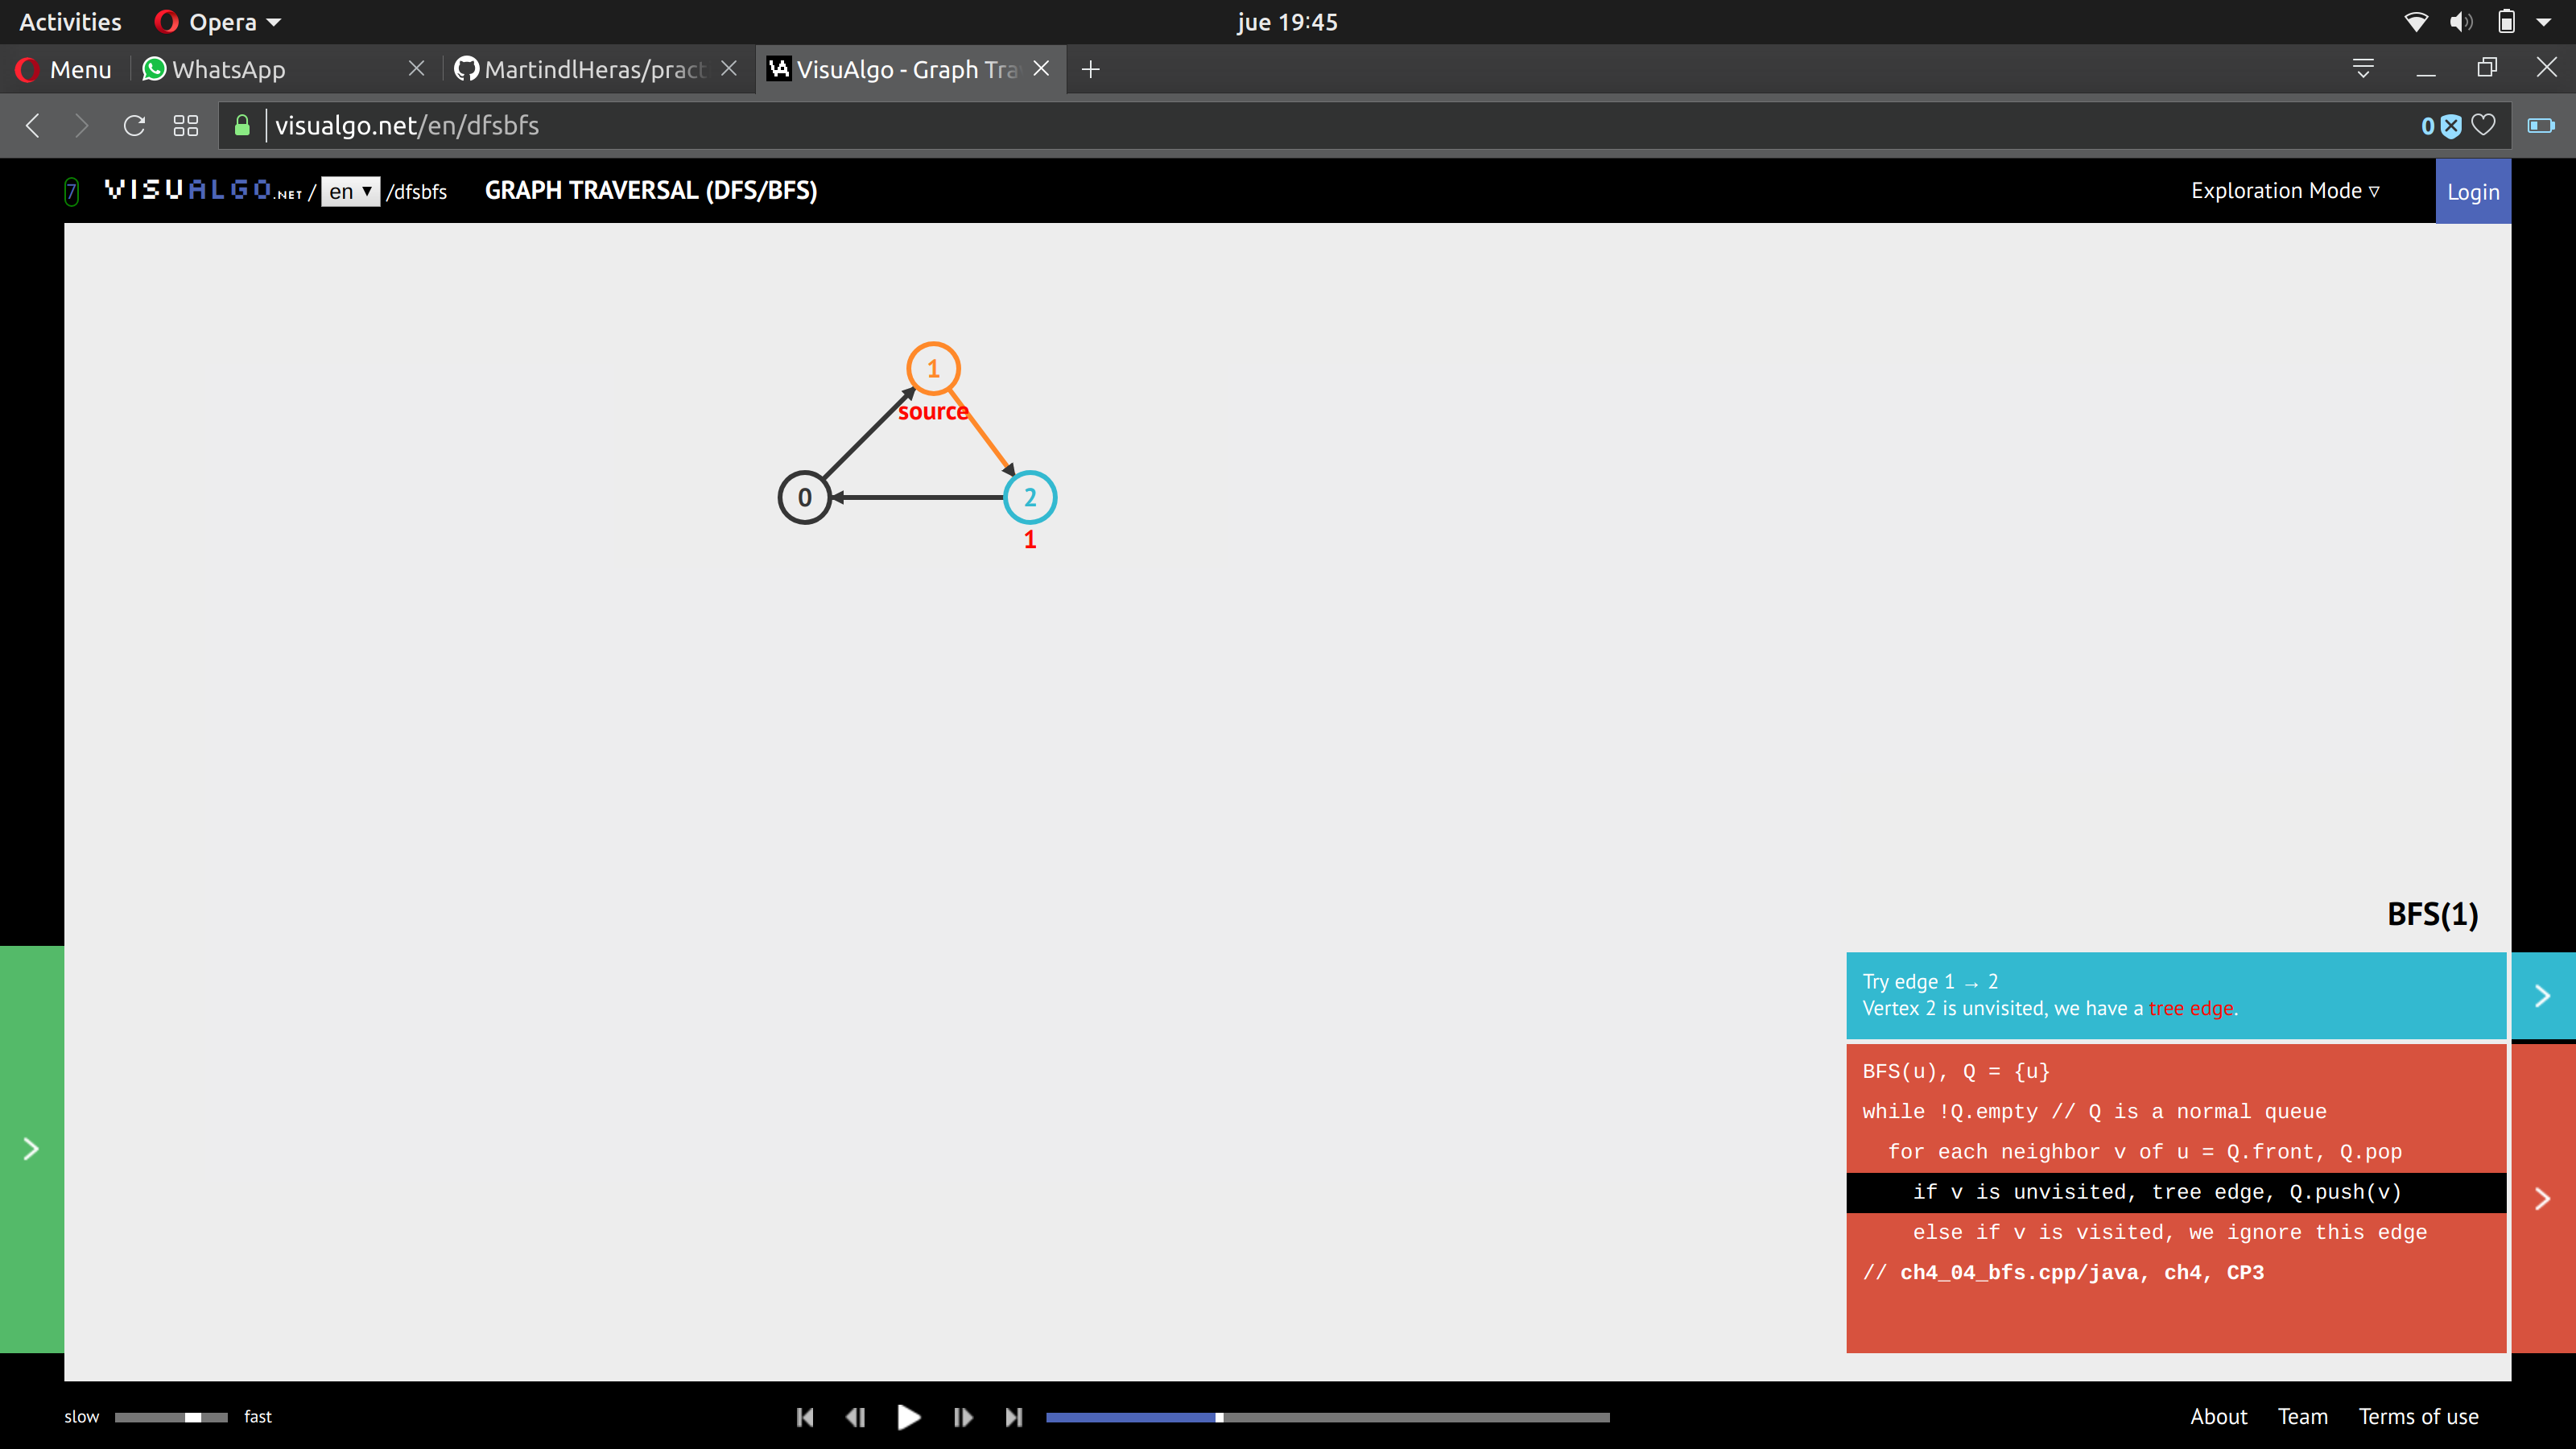 Activities Opera jue 19:45
Menu WhatsApp MartindlHeras/pract VisuAlgo - Graph Tra
visualgo.net/en/dfsbfs 0
7 VISUALGO.NET / en /dfsbfs GRAPH TRAVERSAL (DFS/BFS) Exploration Mode ▿ Login
1
source
0 2
1
BFS(1)
Try edge 1 → 2
Vertex 2 is unvisited, we have a tree edge.
BFS(u), Q = {u}
while !Q.empty // Q is a normal queue
for each neighbor v of u = Q.front, Q.pop
if v is unvisited, tree edge, Q.push(v)
else if v is visited, we ignore this edge
// ch4_04_bfs.cpp/java, ch4, CP3
slow fast About Team Terms of use